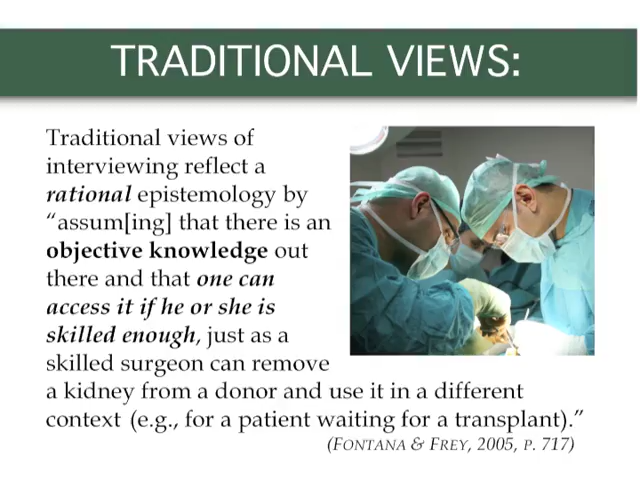 TRADITIONAL VIEWS:
Traditional views of
interviewing reflect a
rational epistemology by
“assum[ing] that there is an
objective knowledge out
there and that one can
access it if he or she is
skilled enough, just as a
skilled surgeon can remove
a kidney from a donor and use it in a different
context (e.g., for a patient waiting for a transplant).”
(FONTANA & FREY, 2005, P. 717)